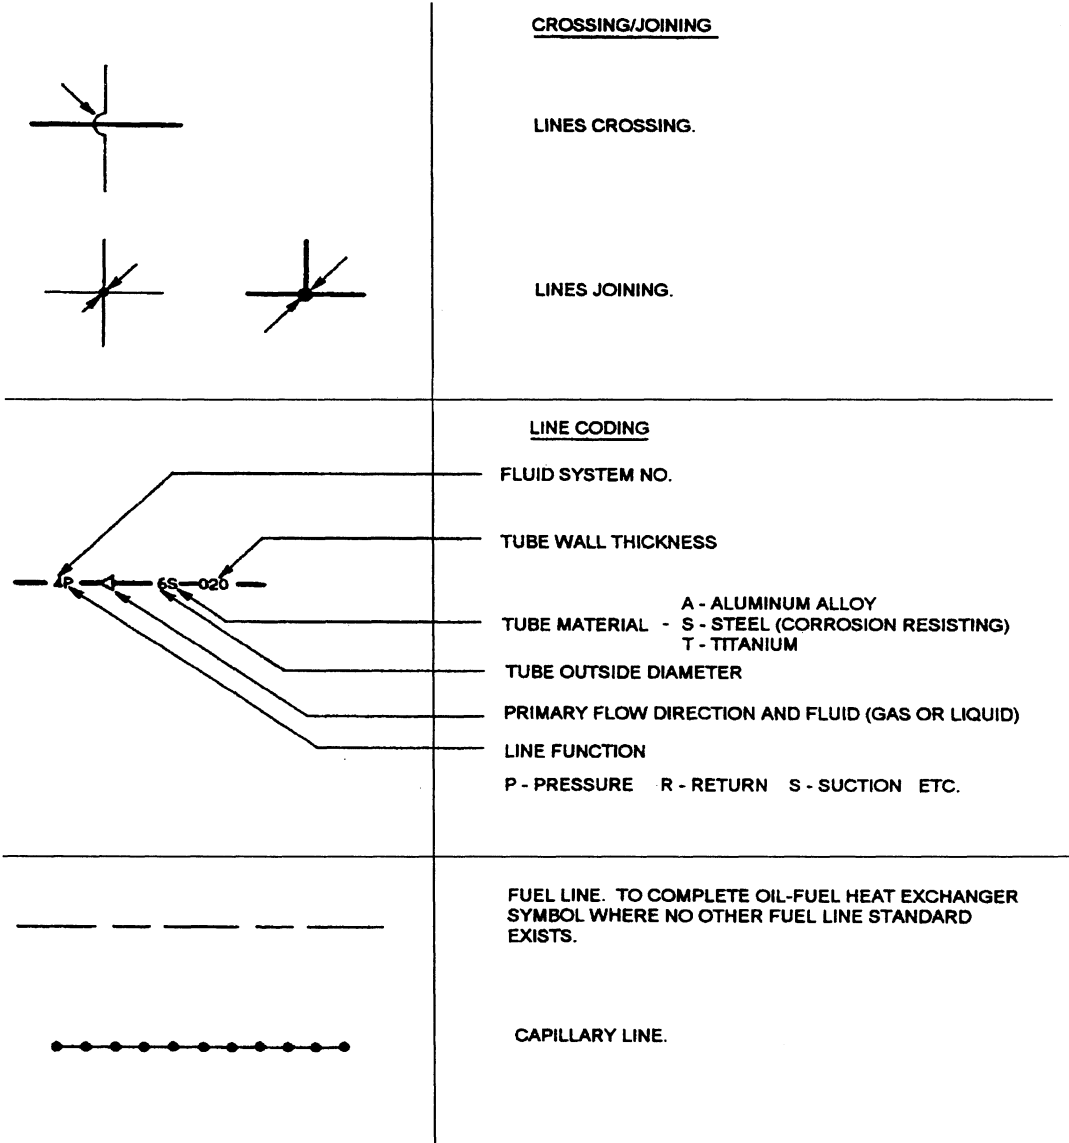 CROSSING/JOINING
LINES CROSSING.
LINES JOINING.
LINE CODING
FLUID SYSTEM NO.
TUBE WALL THICKNESS
4P 6S 020
A - ALUMINUM ALLOY
TUBE MATERIAL - S - STEEL (CORROSION RESISTING)
T - TITANIUM
TUBE OUTSIDE DIAMETER
PRIMARY FLOW DIRECTION AND FLUID (GAS OR LIQUID)
LINE FUNCTION
P - PRESSURE R - RETURN S - SUCTION ETC.
FUEL LINE. TO COMPLETE OIL-FUEL HEAT EXCHANGER
SYMBOL WHERE NO OTHER FUEL LINE STANDARD
EXISTS.
CAPILLARY LINE.